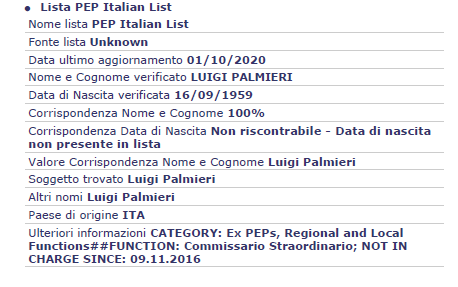 Lista PEP Italian List
Nome lista PEP Italian List
Fonte lista Unknown
Data ultimo aggiornamento 01/10/2020
Nome e Cognome verificato LUIGI PALMIERI
Data di Nascita verificata 16/09/1959
Corrispondenza Nome e Cognome 100%
Corrispondenza Data di Nascita Non riscontrabile - Data di nascita
non presente in lista
Valore Corrispondenza Nome e Cognome Luigi Palmieri
Soggetto trovato Luigi Palmieri
Altri nomi Luigi Palmieri
Paese di origine ITA
Ulteriori informazioni CATEGORY: Ex PEPs, Regional and Local
Functions##FUNCTION: Commissario Straordinario; NOT IN
CHARGE SINCE: 09.11.2016